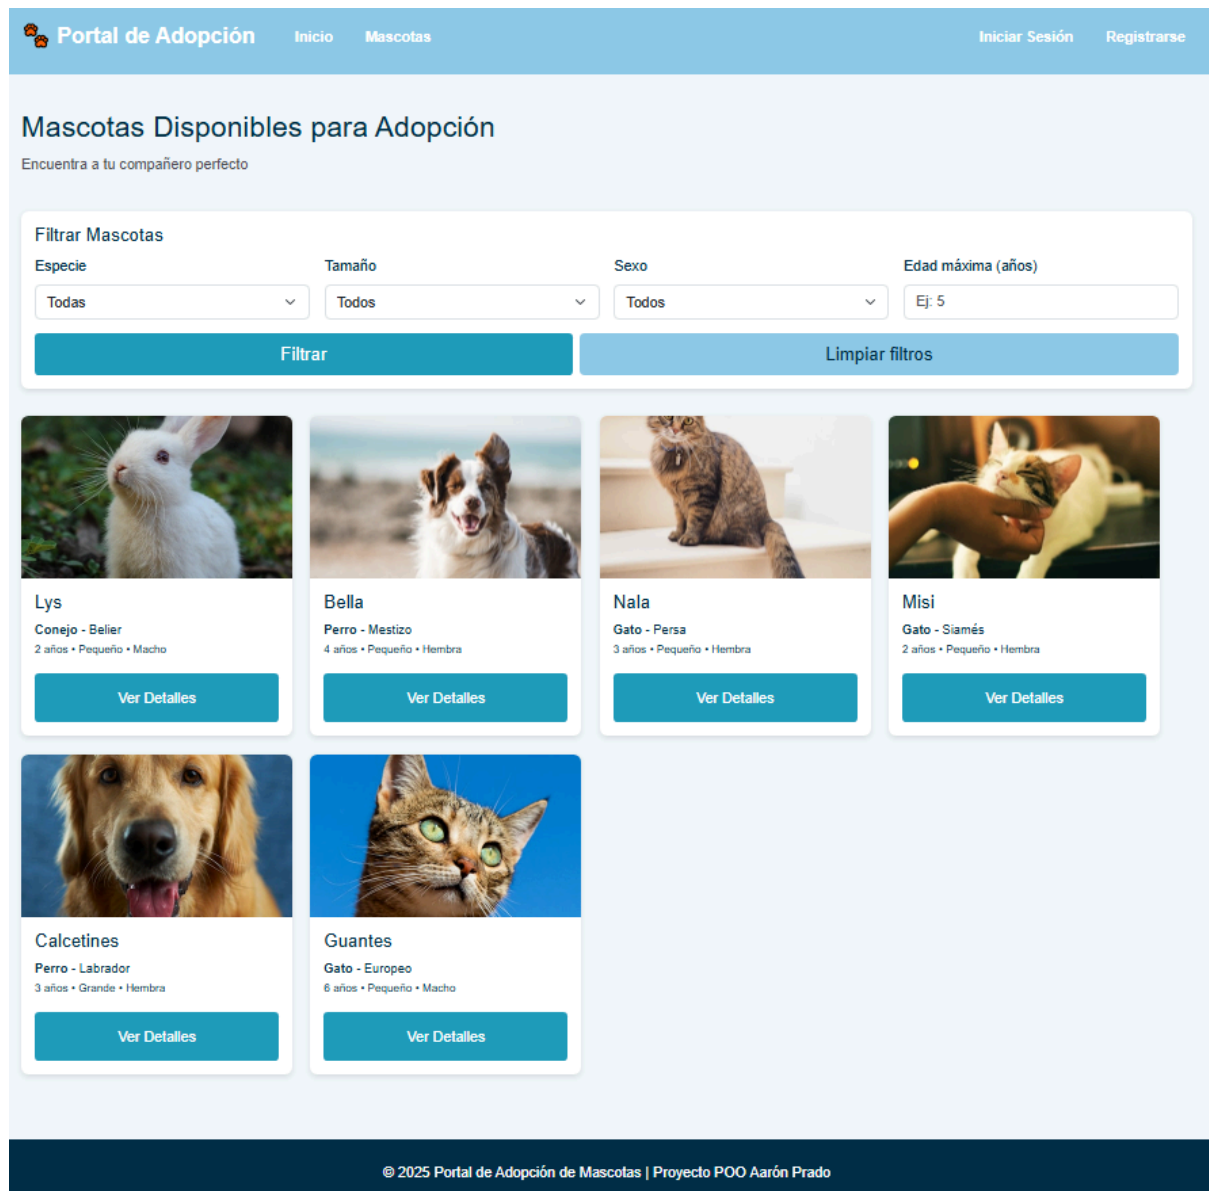 Portal de Adopción Inicio Mascotas Iniciar Sesión Registrarse
Mascotas Disponibles para Adopción
Encuentra a tu compañero perfecto
Filtrar Mascotas
Especie Tamaño Sexo Edad máxima (años)
Todas Todos Todos Ej: 5
Filtrar Limpiar filtros
Lys
Conejo - Belier
2 años • Pequeño • Macho
Ver Detalles
Bella
Perro - Mestizo
4 años • Pequeño • Hembra
Ver Detalles
Nala
Gato - Persa
3 años • Pequeño • Hembra
Ver Detalles
Misi
Gato - Siamés
2 años • Pequeño • Hembra
Ver Detalles
Calcetines
Perro - Labrador
3 años • Grande • Hembra
Ver Detalles
Guantes
Gato - Europeo
6 años • Pequeño • Macho
Ver Detalles
© 2025 Portal de Adopción de Mascotas | Proyecto POO Aarón Prado